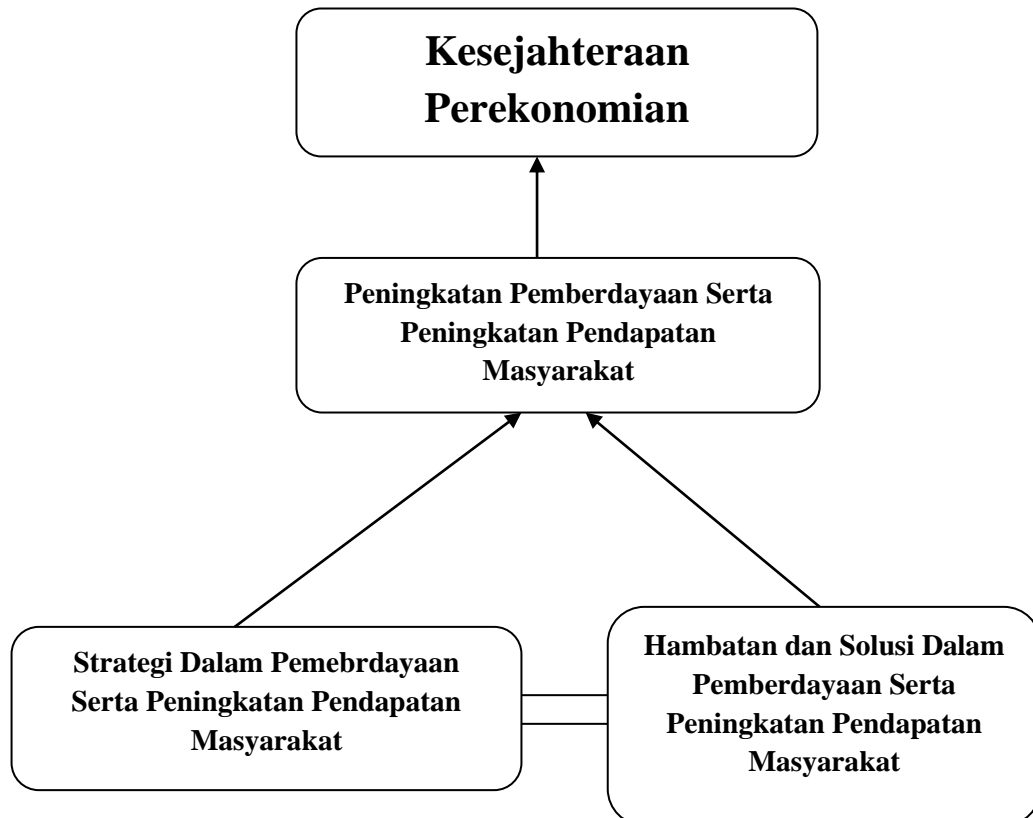 Kesejahteraan
Perekonomian
Peningkatan Pemberdayaan Serta
Peningkatan Pendapatan
Masyarakat
Strategi Dalam Pemebrdayaan
Serta Peningkatan Pendapatan
Masyarakat
Hambatan dan Solusi Dalam
Pemberdayaan Serta
Peningkatan Pendapatan
Masyarakat